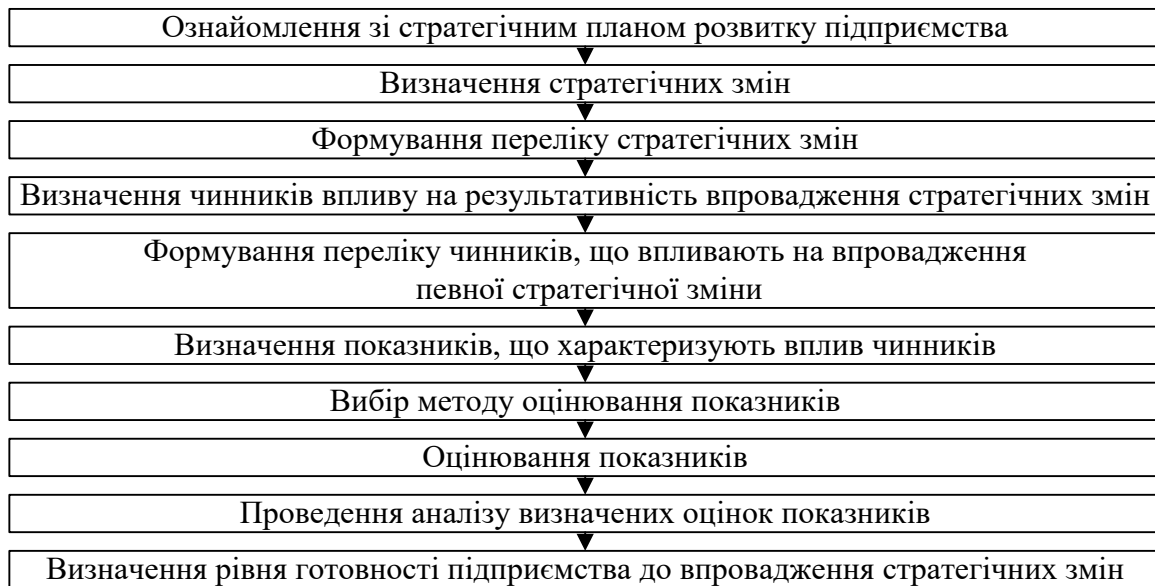 Ознайомлення зі стратегічним планом розвитку підприємства
Визначення стратегічних змін
Формування переліку стратегічних змін
Визначення чинників впливу на результативність впровадження стратегічних змін
Формування переліку чинників, що впливають на впровадження
певної стратегічної зміни
Визначення показників, що характеризують вплив чинників
Вибір методу оцінювання показників
Оцінювання показників
Проведення аналізу визначених оцінок показників
Визначення рівня готовності підприємства до впровадження стратегічних змін